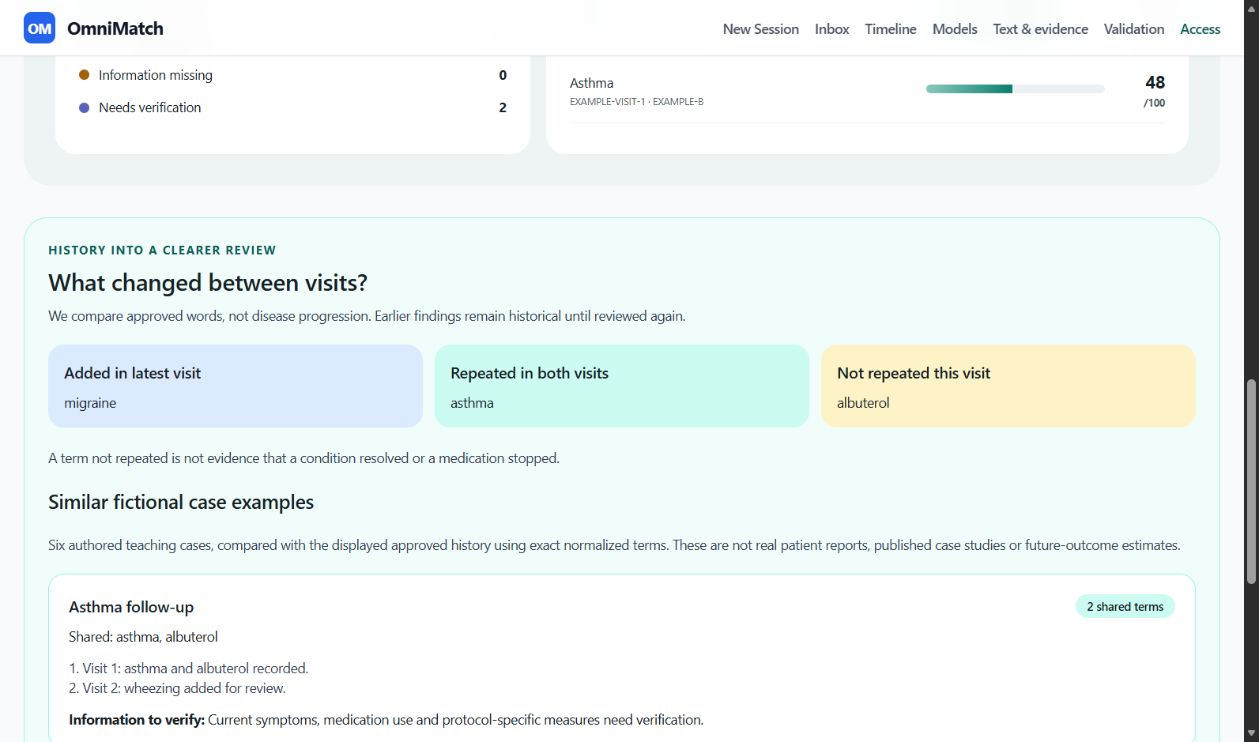 OM OmniMatch New Session Inbox Timeline Models Text & evidence Validation Access
Information missing 0
Needs verification 2
Asthma
EXAMPLE-VISIT-1 · EXAMPLE-B
48
/100
HISTORY INTO A CLEARER REVIEW
What changed between visits?
We compare approved words, not disease progression. Earlier findings remain historical until reviewed again.
Added in latest visit
migraine
Repeated in both visits
asthma
Not repeated this visit
albuterol
A term not repeated is not evidence that a condition resolved or a medication stopped.
Similar fictional case examples
Six authored teaching cases, compared with the displayed approved history using exact normalized terms. These are not real patient reports, published case studies or future-outcome estimates.
Asthma follow-up
2 shared terms
Shared: asthma, albuterol
1. Visit 1: asthma and albuterol recorded.
2. Visit 2: wheezing added for review.
Information to verify: Current symptoms, medication use and protocol-specific measures need verification.